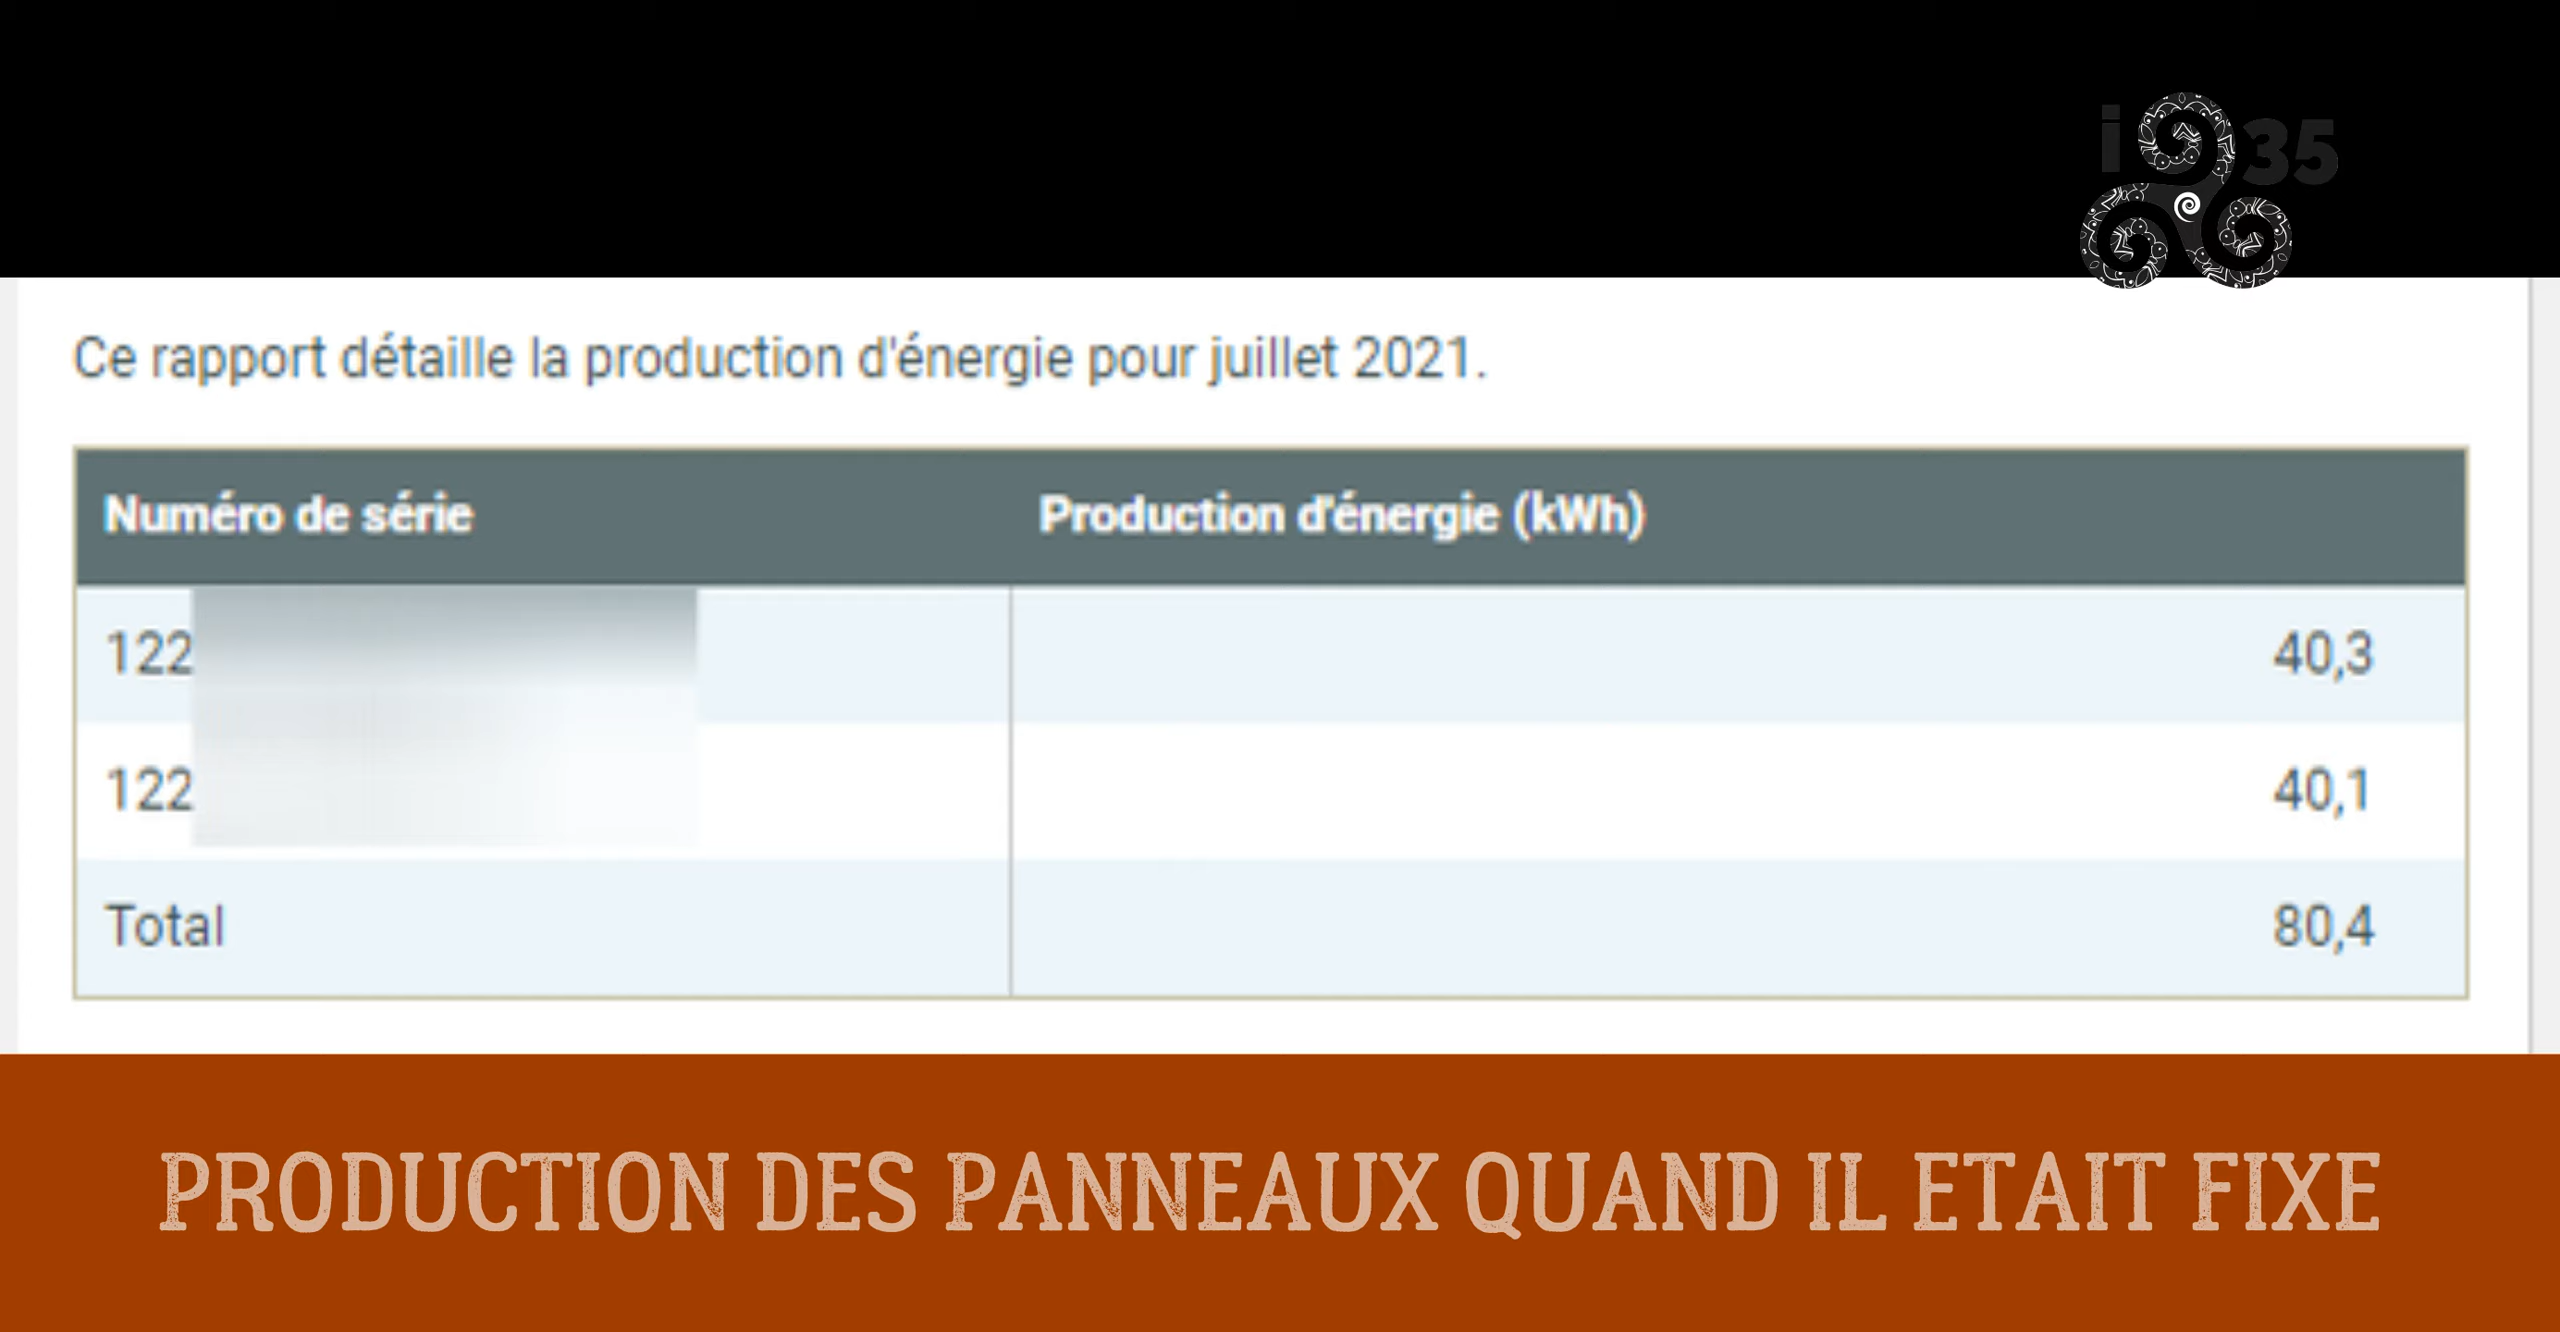 i 35
Ce rapport détaille la production d'énergie pour juillet 2021.
Numéro de série Production d'énergie (kWh)
122 40,3
122 40,1
Total 80,4
PRODUCTION DES PANNEAUX QUAND IL ETAIT FIXE